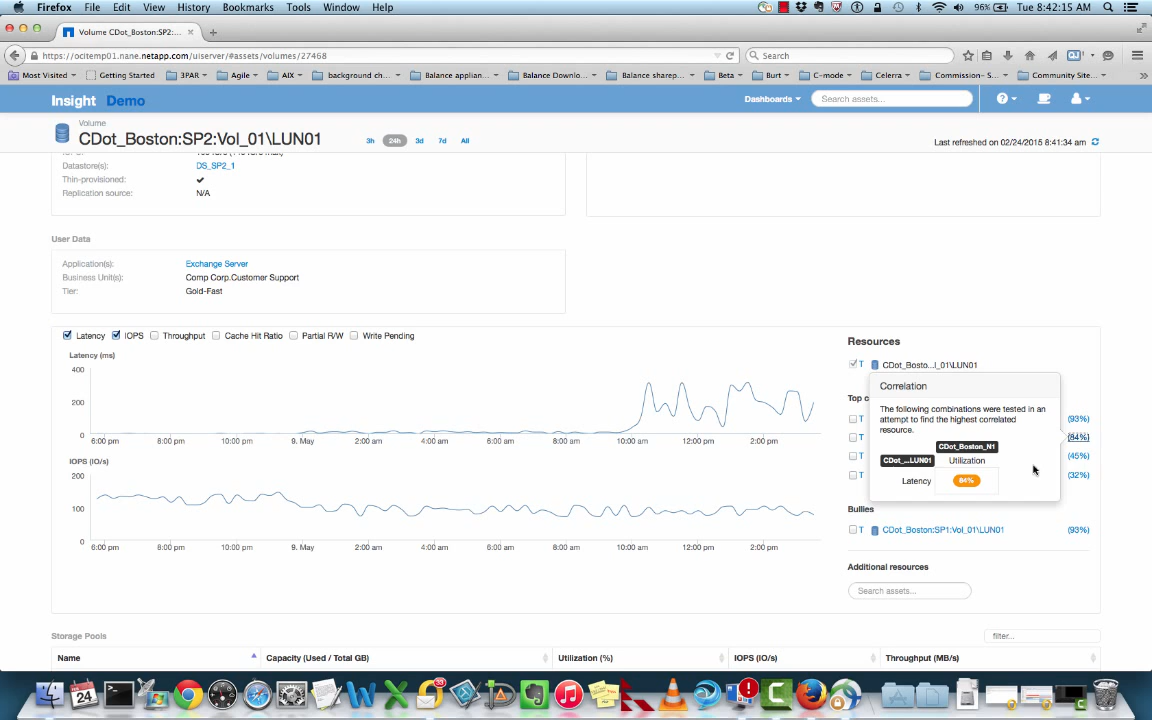 Firefox File Edit View History Bookmarks Tools Window Help 96% Tue 8:42:15 AM
Volume CDot_Boston:SP2:...
https://ocitemp01.nane.netapp.com/uiserver/#assets/volumes/27468 Search
Most Visited Getting Started 3PAR Agile AIX background ch... Balance applian... Balance Downlo... Balance sharep... Beta Burt C-mode Celerra Commission- S... Community Site...
Insight Demo Dashboards Search assets...
Volume
CDot_Boston:SP2:Vol_01\LUN01 3h 24h 3d 7d All Last refreshed on 02/24/2015 8:41:34 am
Datastore(s): DS_SP2_1
Thin-provisioned:
Replication source: N/A
User Data
Application(s): Exchange Server
Business Unit(s): Comp Corp.Customer Support
Tier: Gold-Fast
Latency IOPS Throughput Cache Hit Ratio Partial R/W Write Pending
Latency (ms)
400
200
0
6:00 pm 8:00 pm 10:00 pm 9. May 2:00 am 4:00 am 6:00 am 8:00 am 10:00 am 12:00 pm 2:00 pm
IOPS (IO/s)
200
100
0
6:00 pm 8:00 pm 10:00 pm 9. May 2:00 am 4:00 am 6:00 am 8:00 am 10:00 am 12:00 pm 2:00 pm
Resources
T CDot_Bosto...l_01\LUN01
Top c
T (93%)
T (84%)
T (45%)
T (32%)
Correlation
The following combinations were tested in an
attempt to find the highest correlated
resource.
CDot_Boston_N1
CDot_...LUN01 Utilization
Latency 84%
Bullies
T CDot_Boston:SP1:Vol_01\LUN01 (93%)
Additional resources
Search assets...
Storage Pools filter...
Name Capacity (Used / Total GB) Utilization (%) IOPS (IO/s) Throughput (MB/s)